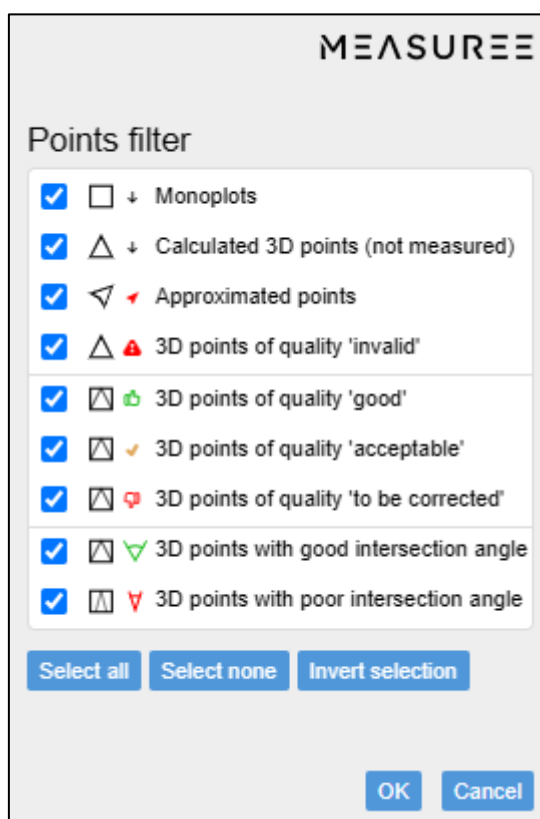 MEASUREE
Points filter
Monoplots
Calculated 3D points (not measured)
Approximated points
3D points of quality 'invalid'
3D points of quality 'good'
3D points of quality 'acceptable'
3D points of quality 'to be corrected'
3D points with good intersection angle
3D points with poor intersection angle
Select all Select none Invert selection
OK Cancel